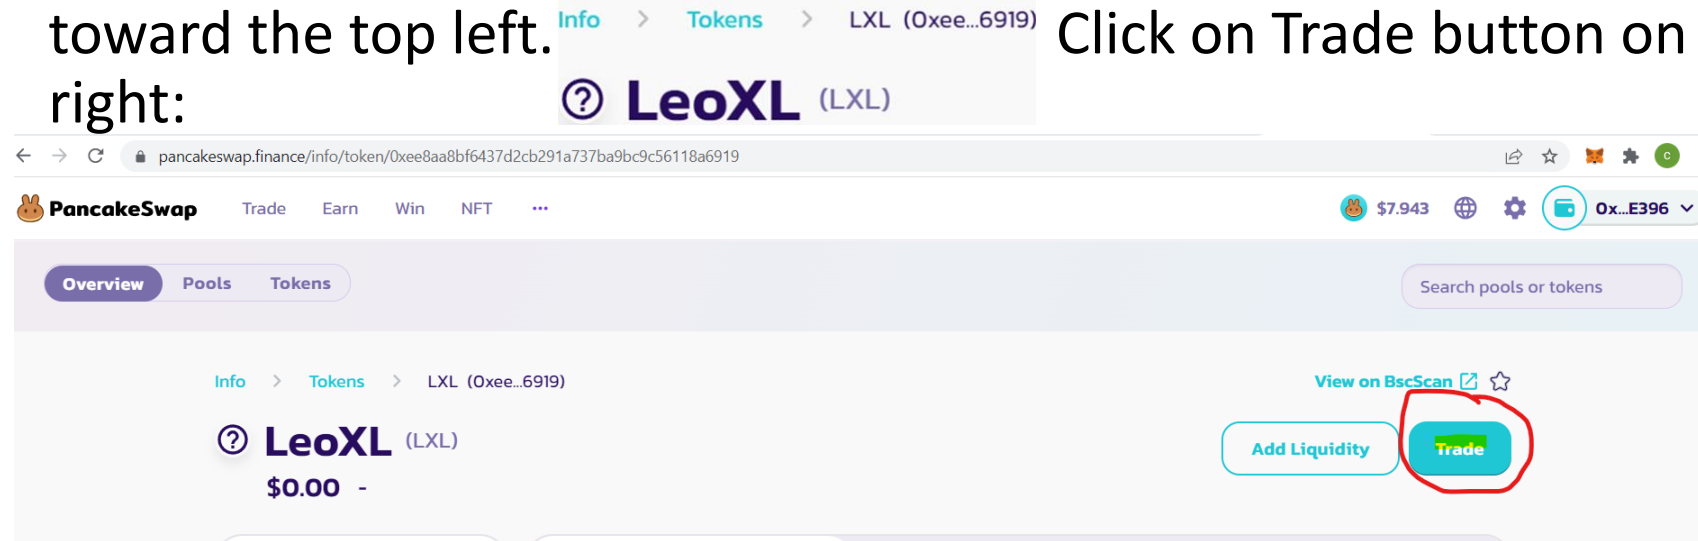 toward the top left. Info > Tokens > LXL (0xee...6919) Click on Trade button on
right: LeoXL (LXL)
pancakeswap.finance/info/token/0xee8aa8bf6437d2cb291a737ba9bc9c56118a6919 C
PancakeSwap Trade Earn Win NFT ••• $7.943 0x...E396
Overview Pools Tokens Search pools or tokens
Info > Tokens > LXL (0xee...6919) View on BscScan
LeoXL (LXL) Add Liquidity Trade
$0.00 -